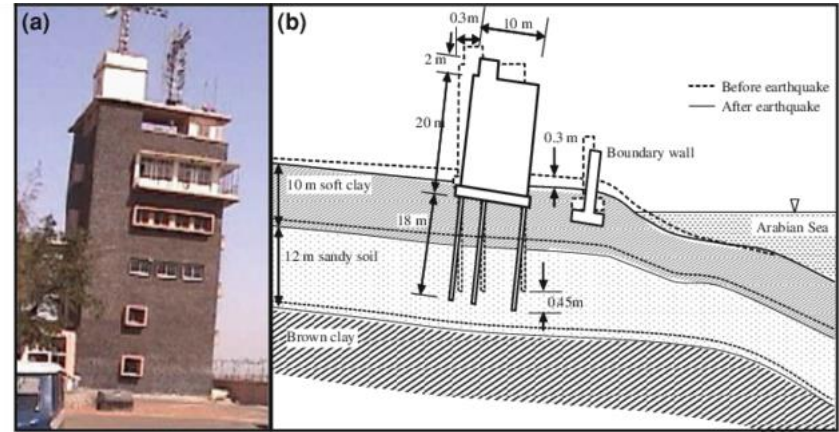 (a)
(b)
0.3m
10 m
2 m
20 m
Before earthquake
After earthquake
0.3 m
Boundary wall
10 m soft clay
18 m
Arabian Sea
12 m sandy soil
0.45m
Brown clay